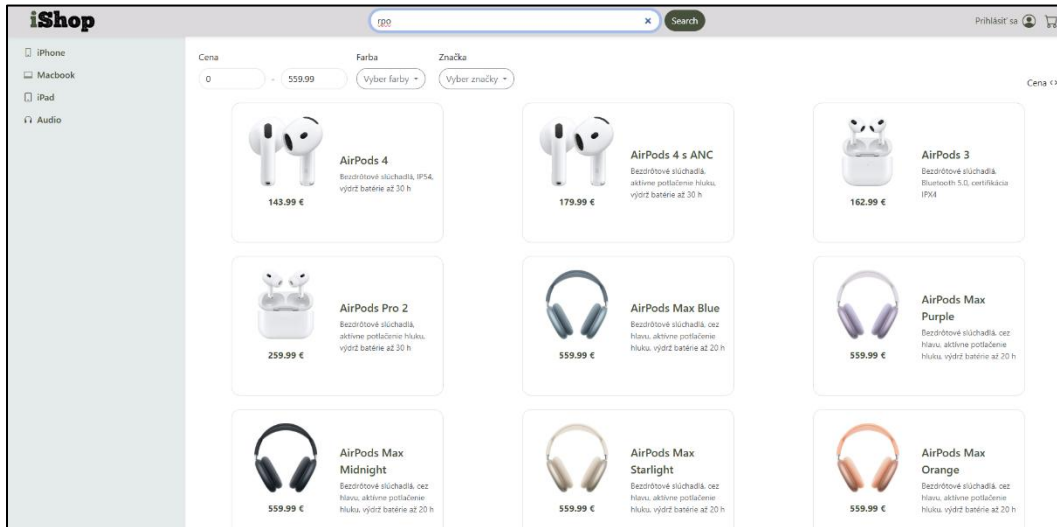 iShop
rpo
Search
Prihlásiť sa
iPhone
Macbook
iPad
Audio
Cena
Farba
Značka
0 - 559.99
Vyber farby
Vyber značky
Cena <>
AirPods 4
Bezdrôtové slúchadlá, IP54,
výdrž batérie až 30 h
143.99 €
AirPods 4 s ANC
Bezdrôtové slúchadlá,
aktívne potlačenie hluku,
výdrž batérie až 30 h
179.99 €
AirPods 3
Bezdrôtové slúchadlá,
Bluetooth 5.0, certifikácia
IPX4
162.99 €
AirPods Pro 2
Bezdrôtové slúchadlá,
aktívne potlačenie hluku,
výdrž batérie až 30 h
259.99 €
AirPods Max Blue
Bezdrôtové slúchadlá, cez
hlavu, aktívne potlačenie
hluku, výdrž batérie až 20 h
559.99 €
AirPods Max
Purple
Bezdrôtové slúchadlá, cez
hlavu, aktívne potlačenie
hluku, výdrž batérie až 20 h
559.99 €
AirPods Max
Midnight
Bezdrôtové slúchadlá, cez
hlavu, aktívne potlačenie
hluku, výdrž batérie až 20 h
559.99 €
AirPods Max
Starlight
Bezdrôtové slúchadlá, cez
hlavu, aktívne potlačenie
hluku, výdrž batérie až 20 h
559.99 €
AirPods Max
Orange
Bezdrôtové slúchadlá, cez
hlavu, aktívne potlačenie
hluku, výdrž batérie až 20 h
559.99 €